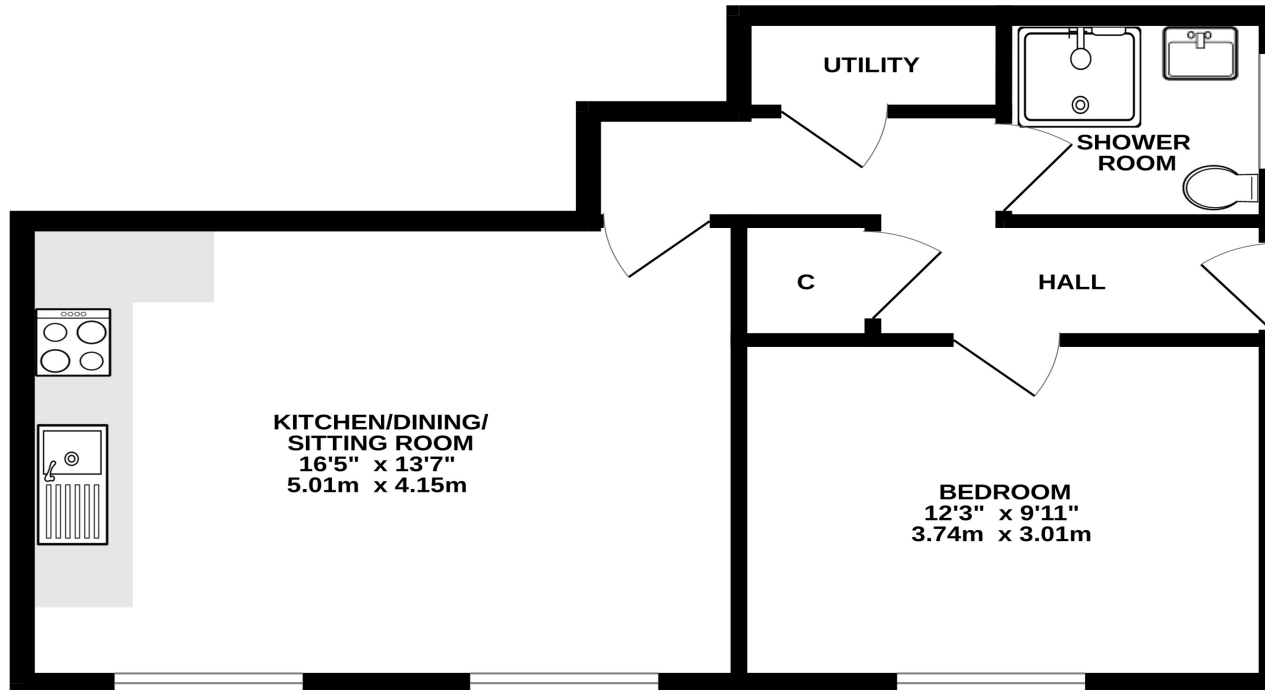 UTILITY
SHOWER
ROOM
C
HALL
KITCHEN/DINING/
SITTING ROOM
16'5" x 13'7"
5.01m x 4.15m
BEDROOM
12'3" x 9'11"
3.74m x 3.01m